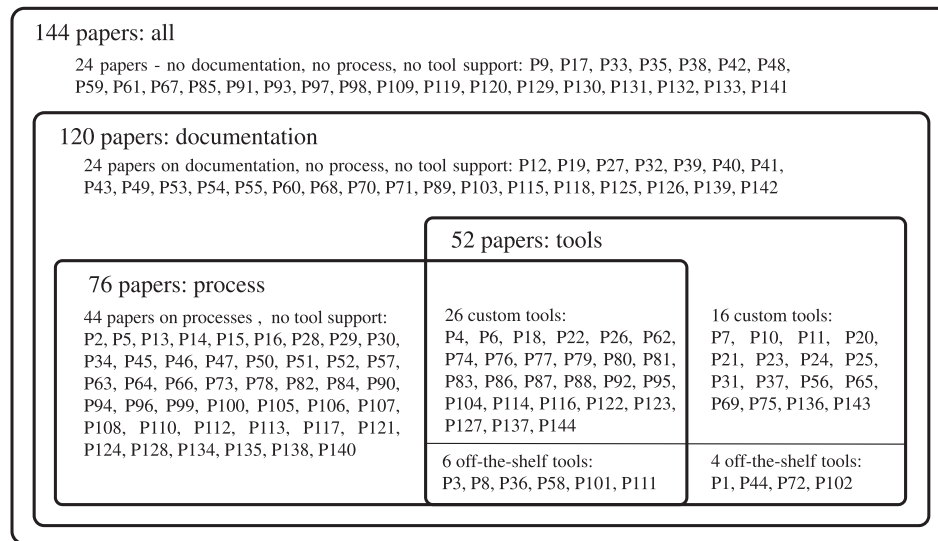 144 papers: all
24 papers - no documentation, no process, no tool support: P9, P17, P33, P35, P38, P42, P48,
P59, P61, P67, P85, P91, P93, P97, P98, P109, P119, P120, P129, P130, P131, P132, P133, P141
120 papers: documentation
24 papers on documentation, no process, no tool support: P12, P19, P27, P32, P39, P40, P41,
P43, P49, P53, P54, P55, P60, P68, P70, P71, P89, P103, P115, P118, P125, P126, P139, P142
52 papers: tools
76 papers: process
44 papers on processes , no tool support:
P2, P5, P13, P14, P15, P16, P28, P29, P30,
P34, P45, P46, P47, P50, P51, P52, P57,
P63, P64, P66, P73, P78, P82, P84, P90,
P94, P96, P99, P100, P105, P106, P107,
P108, P110, P112, P113, P117, P121,
P124, P128, P134, P135, P138, P140
26 custom tools:
P4, P6, P18, P22, P26, P62,
P74, P76, P77, P79, P80, P81,
P83, P86, P87, P88, P92, P95,
P104, P114, P116, P122, P123,
P127, P137, P144
6 off-the-shelf tools:
P3, P8, P36, P58, P101, P111
16 custom tools:
P7, P10, P11, P20,
P21, P23, P24, P25,
P31, P37, P56, P65,
P69, P75, P136, P143
4 off-the-shelf tools:
P1, P44, P72, P102